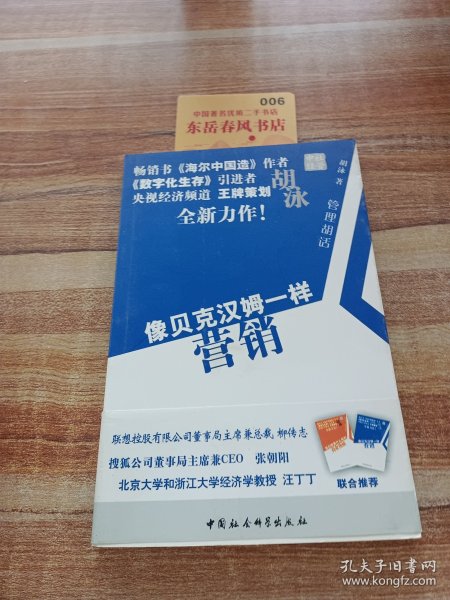 006
中国著名优秀二手书店
东岳春风书店
畅销书《海尔中国造》作者
《数字化生存》引进者
央视经济频道 王牌策划
胡泳
全新力作！
胡泳 著
管理胡话
像贝克汉姆一样
营销
联想控股有限公司董事局主席兼总裁 柳传志
搜狐公司董事局主席兼CEO 张朝阳
北京大学和浙江大学经济学教授 汪丁丁
联合推荐
中国社会科学出版社
孔夫子旧书网
www.kongfz.com